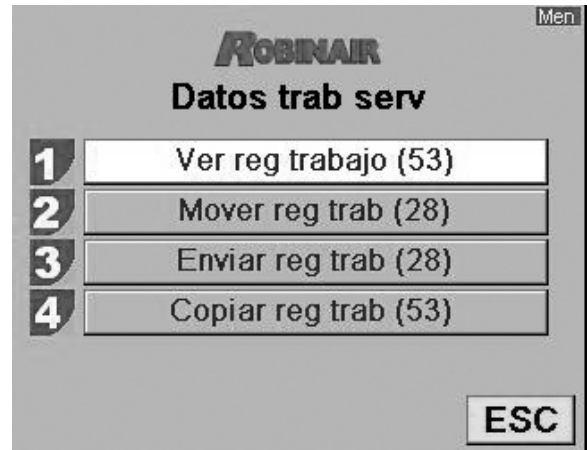 Men
ROBINAIR
Datos trab serv
1 Ver reg trabajo (53)
2 Mover reg trab (28)
3 Enviar reg trab (28)
4 Copiar reg trab (53)
ESC